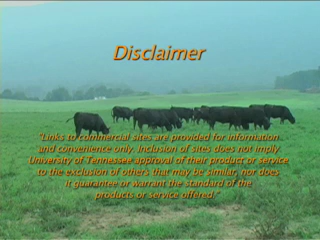 Disclaimer
"Links to commercial sites are provided for information
and convenience only. Inclusion of sites does not imply
University of Tennessee approval of their product or service
to the exclusion of others that may be similar, nor does
it guarantee or warrant the standard of the
products or service offered."